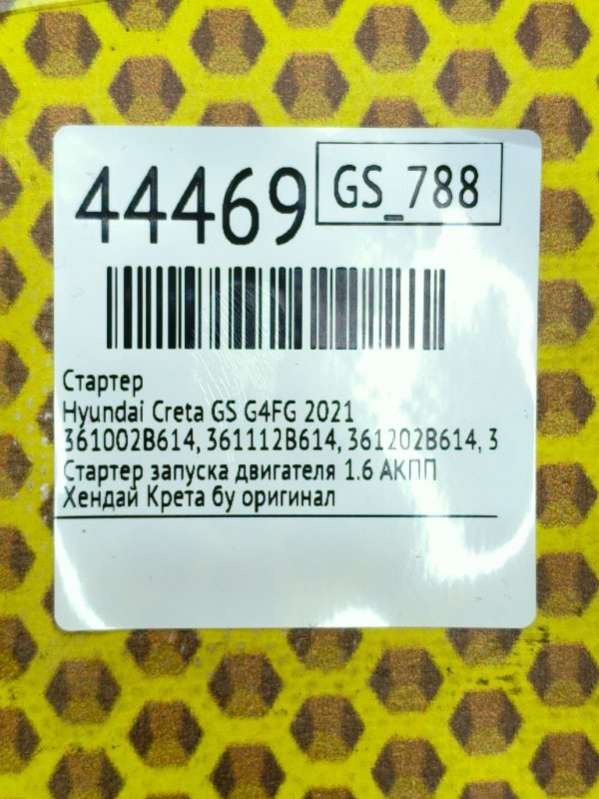 44469
GS_788
Стартер
Hyundai Creta GS G4FG 2021
361002B614, 361112B614, 361202B614, 3
Стартер запуска двигателя 1.6 АКПП
Хендай Крета бу оригинал